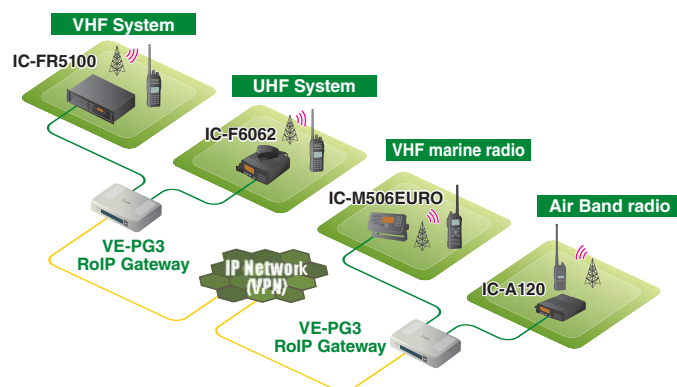 VHF System
IC-FR5100
UHF System
IC-F6062
VHF marine radio
IC-M506EURO
Air Band radio
IC-A120
VE-PG3
RoIP Gateway
IP Network
(VPN)
VE-PG3
RoIP Gateway